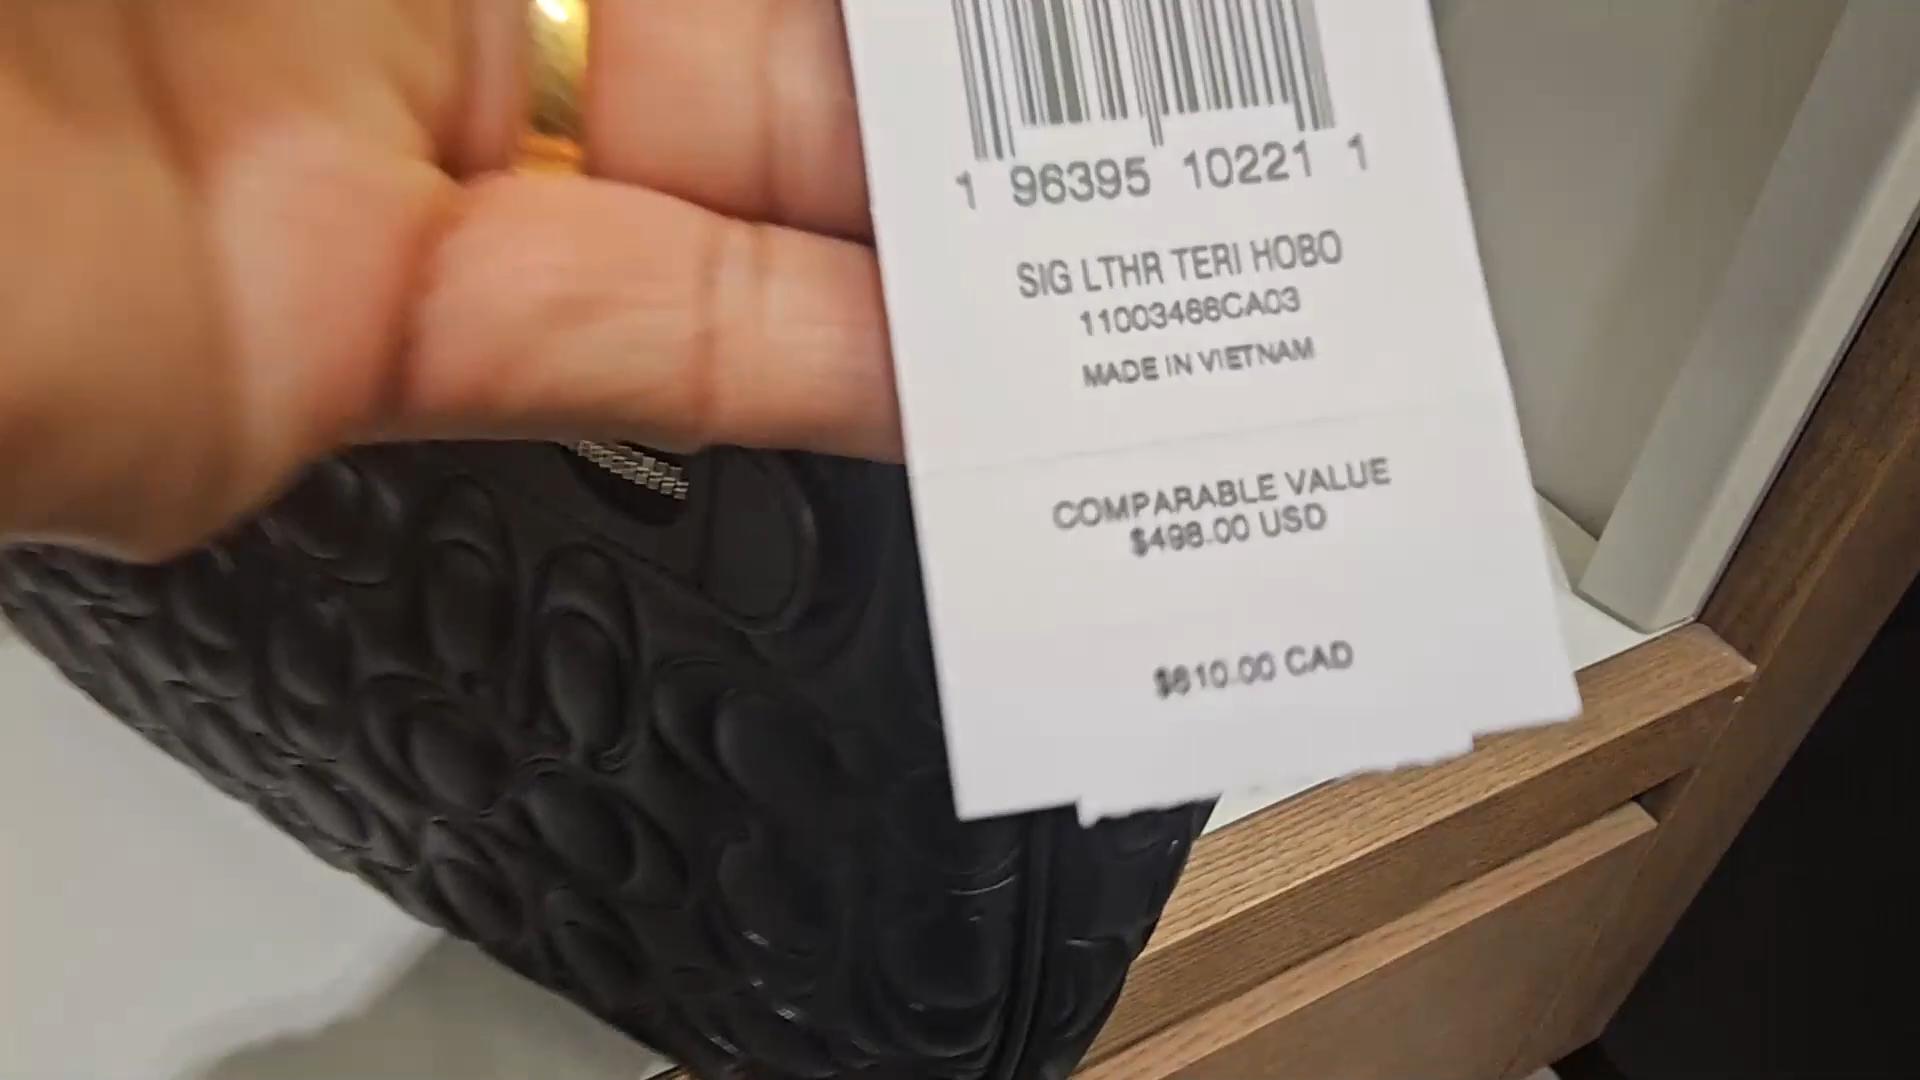 1 96395 10221 1
SIG LTHR TERI HOBO
11003466CA03
MADE IN VIETNAM
COMPARABLE VALUE
$498.00 USD
$610.00 CAD